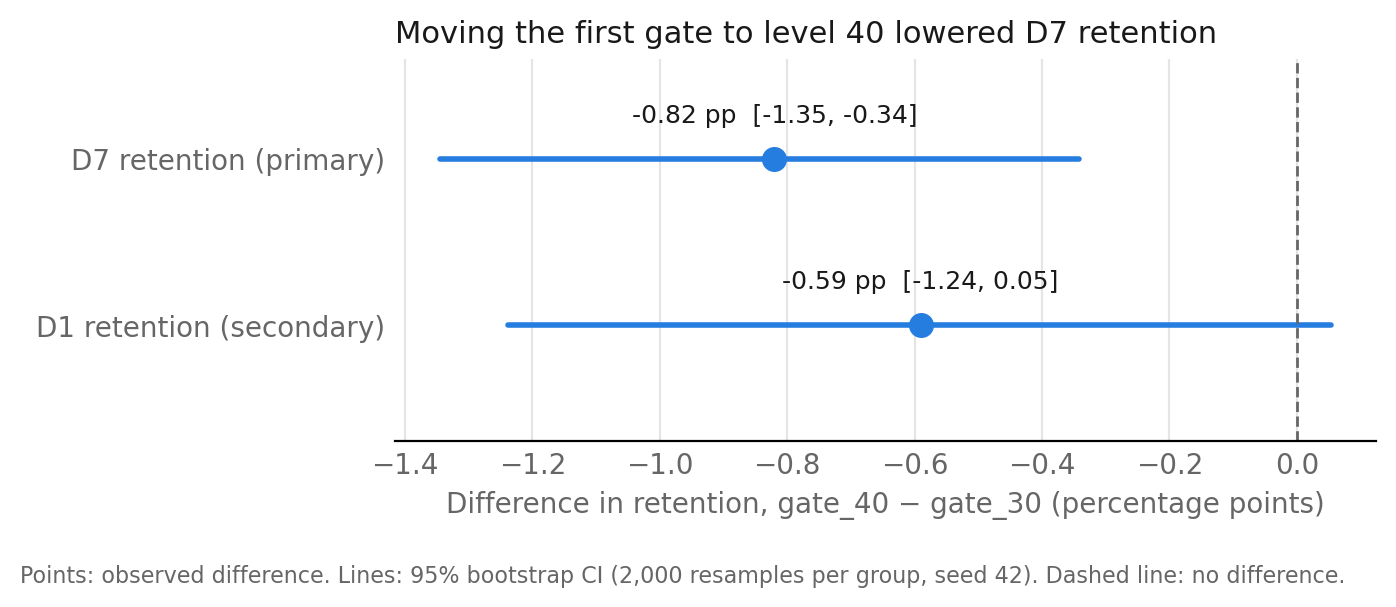 Moving the first gate to level 40 lowered D7 retention
-0.82 pp  [-1.35, -0.34]
D7 retention (primary)
-0.59 pp  [-1.24, 0.05]
D1 retention (secondary)
−1.4 −1.2 −1.0 −0.8 −0.6 −0.4 −0.2 0.0
Difference in retention, gate_40 − gate_30 (percentage points)
Points: observed difference. Lines: 95% bootstrap CI (2,000 resamples per group, seed 42). Dashed line: no difference.